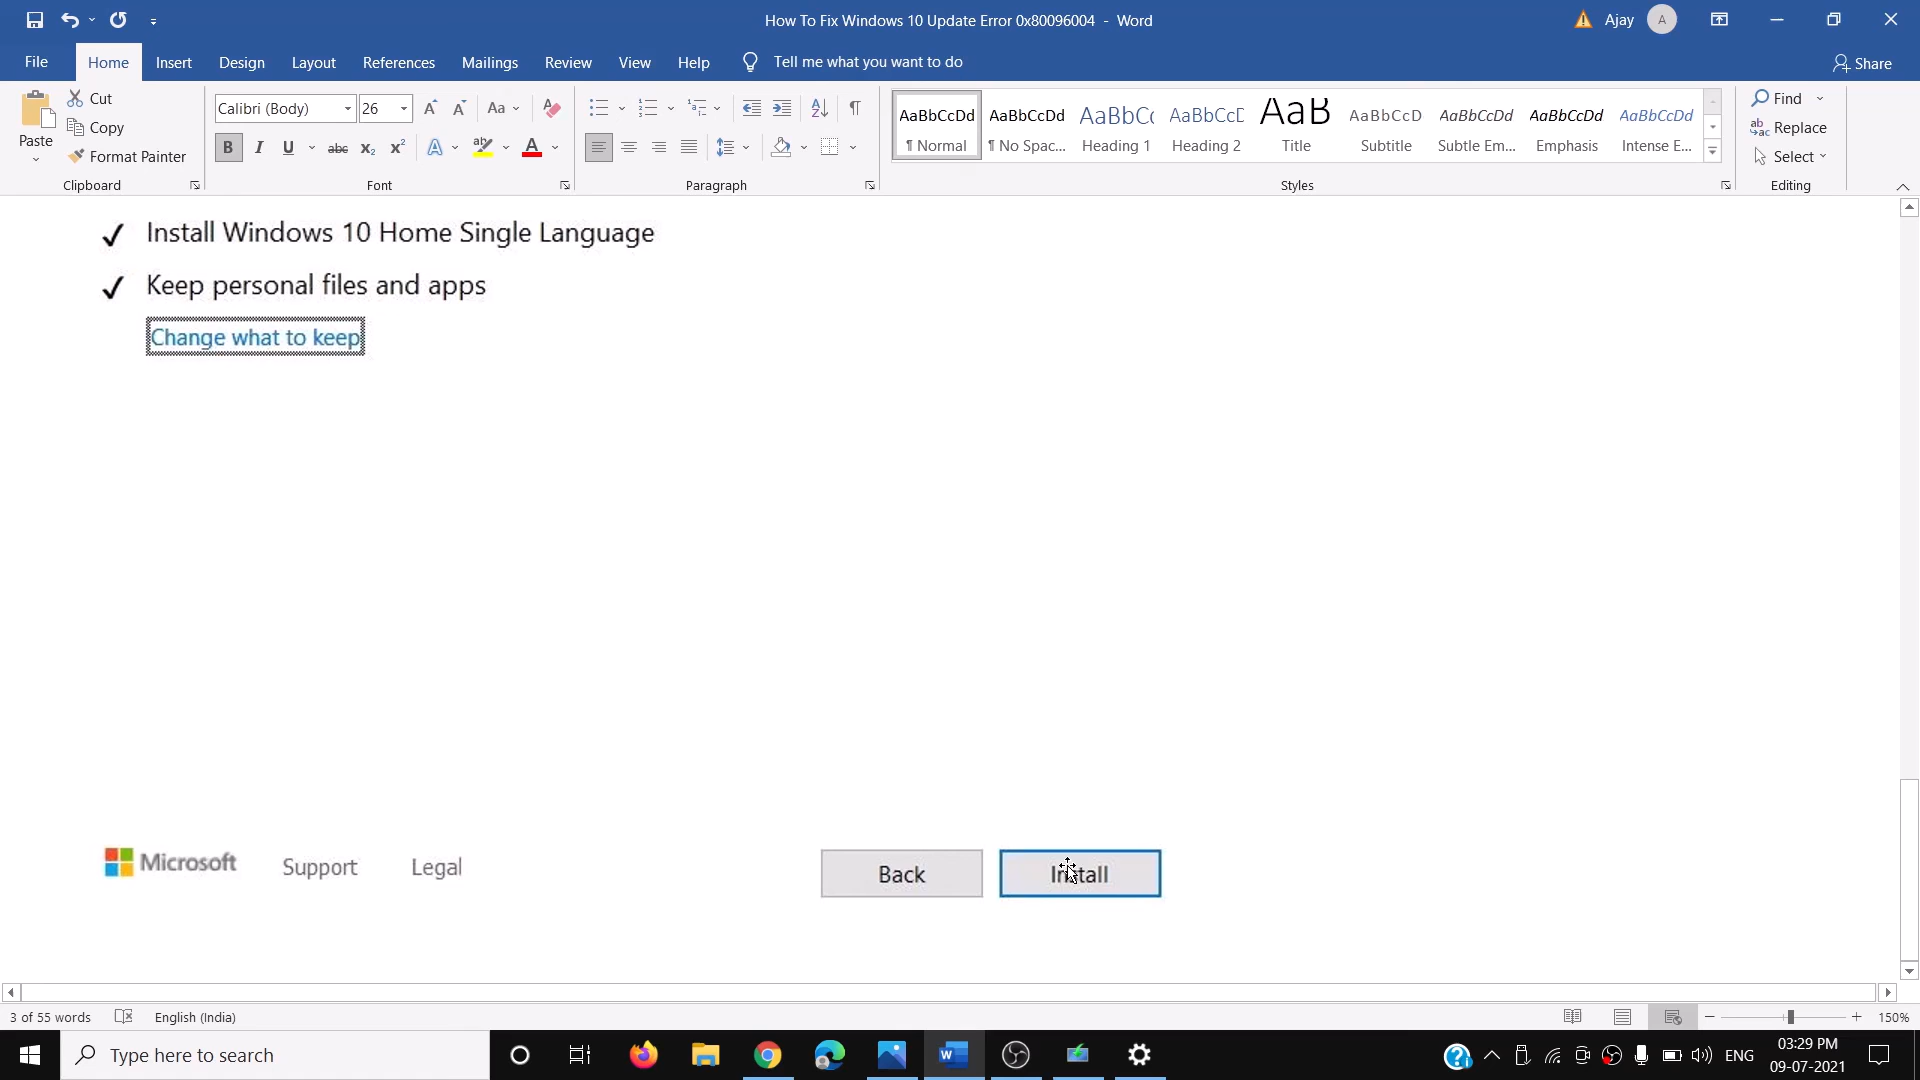 How To Fix Windows 10 Update Error 0x80096004 - Word
Ajay
A
File
Home
Insert
Design
Layout
References
Mailings
Review
View
Help
Tell me what you want to do
Share
Paste
Cut
Copy
Format Painter
Clipboard
Calibri (Body)
26
Aa
B
I
U
abc
x₂
x²
A
ab
A
Font
Paragraph
AaBbCcDd
¶ Normal
AaBbCcDd
¶ No Spac...
AaBbCc
Heading 1
AaBbCcD
Heading 2
AaB
Title
AaBbCcD
Subtitle
AaBbCcDd
Subtle Em...
AaBbCcDd
Emphasis
AaBbCcDd
Intense E...
Styles
Find
Replace
Select
Editing
Install Windows 10 Home Single Language
Keep personal files and apps
Change what to keep
Microsoft
Support
Legal
Back
Install
3 of 55 words
English (India)
150%
Type here to search
ENG
03:29 PM
09-07-2021